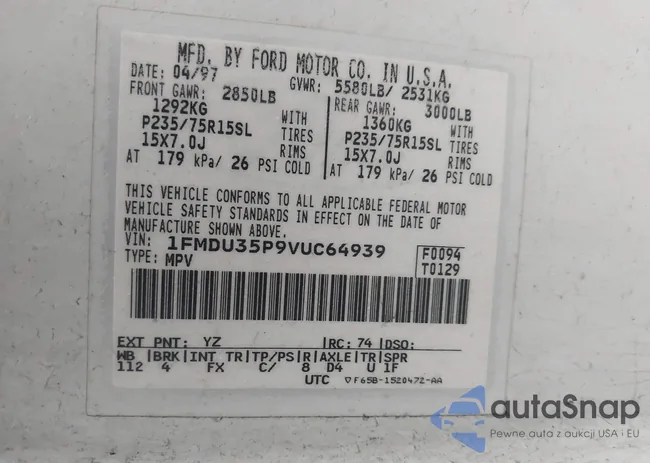 MFD. BY FORD MOTOR CO. IN U.S.A.
DATE: 04/97 GVWR: 5580LB/ 2531KG
FRONT GAWR: 2850LB REAR GAWR: 3000LB
1292KG WITH 1360KG WITH
P235/75R15SL TIRES P235/75R15SL TIRES
15X7.0J RIMS 15X7.0J RIMS
AT 179 kPa/ 26 PSI COLD AT 179 kPa/ 26 PSI COLD
THIS VEHICLE CONFORMS TO ALL APPLICABLE FEDERAL MOTOR
VEHICLE SAFETY STANDARDS IN EFFECT ON THE DATE OF
MANUFACTURE SHOWN ABOVE.
VIN: 1FMDU35P9VUC64939 F0094
TYPE: MPV T0129
EXT PNT: YZ RC: 74 DSO:
WB BRK INT TR TP/PS R AXLE TR SPR
112 4 FX C/ 8 D4 U 1F
UTC ▽F65B-1520472-AA
autaSnap
Pewne auta z aukcji USA i EU